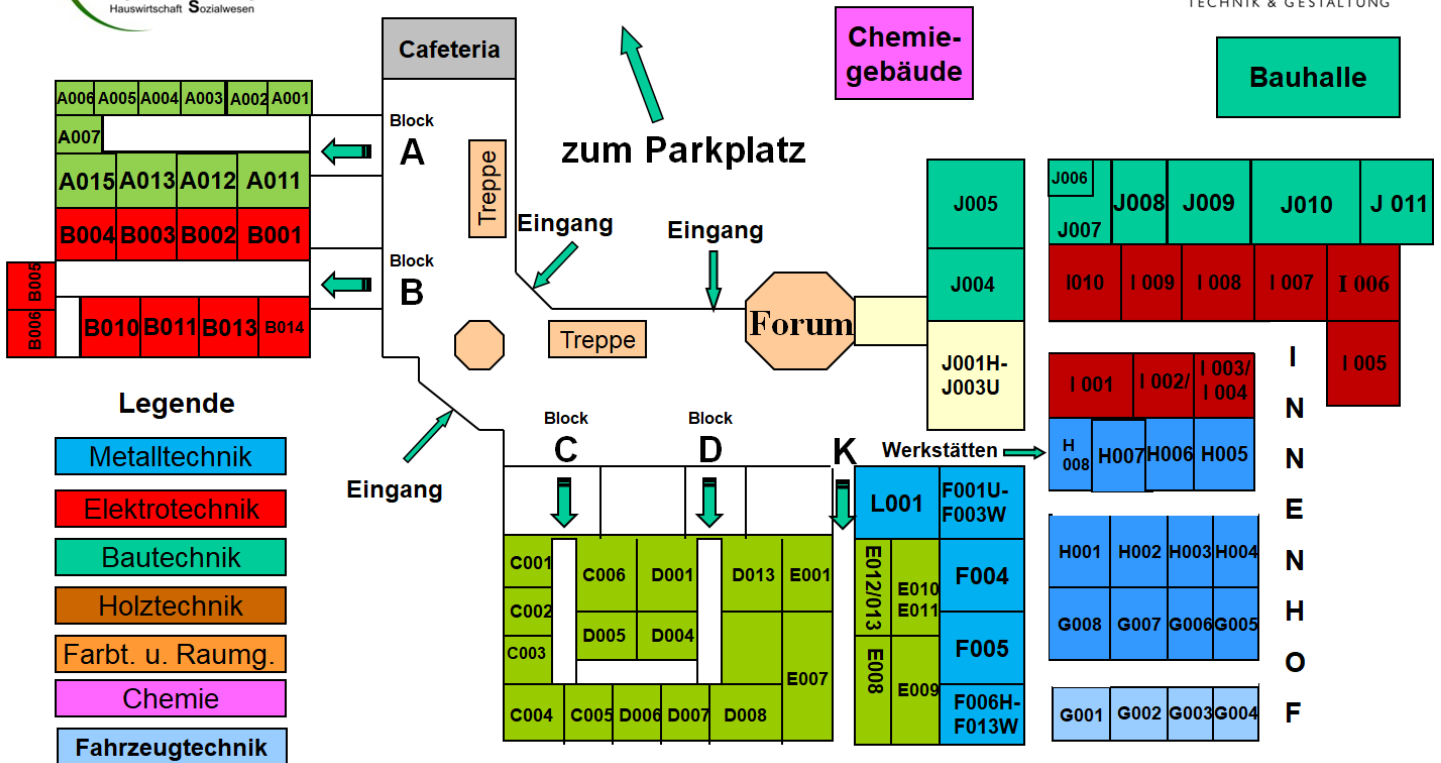 Hauswirtschaft Sozialwesen
TECHNIK & GESTALTUNG
Cafeteria
Chemie-
gebäude
Bauhalle
zum Parkplatz
A006 A005 A004 A003 A002 A001
A007
A015 A013 A012 A011
B004 B003 B002 B001
B005
B006
B010 B011 B013 B014
Block
A
Block
B
Treppe
Eingang
Eingang
Treppe
Forum
Eingang
J005
J004
J001H-
J003U
J006
J007
J008 J009 J010 J 011
I010 I 009 I 008 I 007 I 006
I 005
I 001 I 002/ I 003/
I 004
H
008
H007 H006 H005
H001 H002 H003 H004
G008 G007 G006 G005
G001 G002 G003 G004
I
N
N
E
N
H
O
F
Block
C
Block
D
K
Werkstätten
L001
F001U-
F003W
F004
F005
F006H-
F013W
C001
C002
C003
C004 C005 D006 D007 D008
C006 D001
D005 D004
D013 E001
E007
E012/013
E010
E011
E008
E009
Legende
Metalltechnik
Elektrotechnik
Bautechnik
Holztechnik
Farbt. u. Raumg.
Chemie
Fahrzeugtechnik